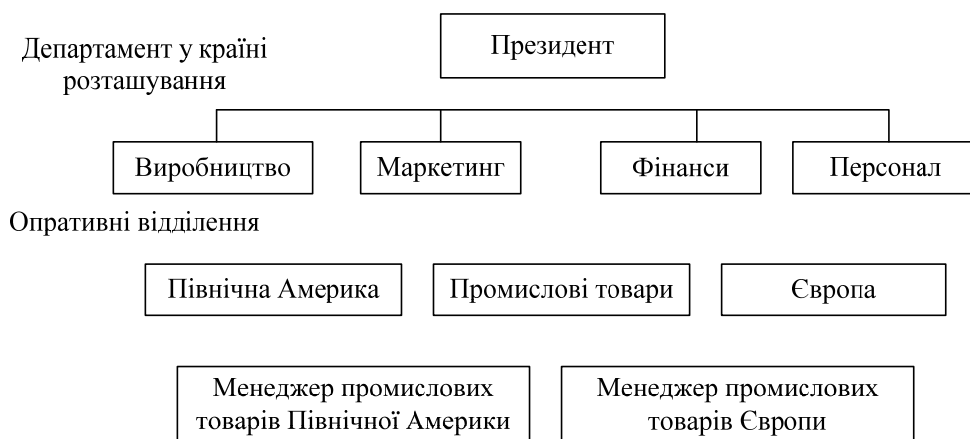 Президент
Департамент у країні
розташування
Виробництво
Маркетинг
Фінанси
Персонал
Опративні відділення
Північна Америка
Промислові товари
Європа
Менеджер промислових
товарів Північної Америки
Менеджер промислових
товарів Європи